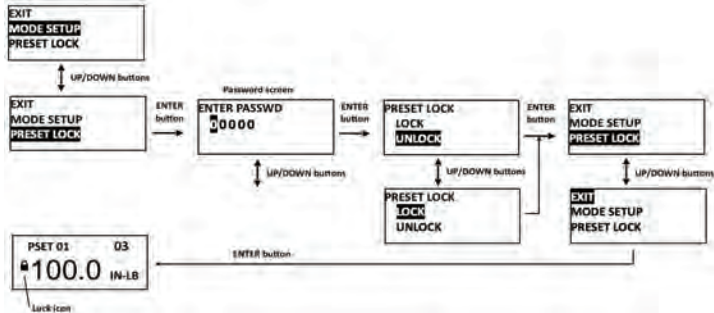 EXIT
MODE SETUP
PRESET LOCK
UP/DOWN buttons
EXIT
MODE SETUP
PRESET LOCK
ENTER
button
Password screen
ENTER PASSWD
00000
UP/DOWN buttons
ENTER
button
PRESET LOCK
LOCK
UNLOCK
UP/DOWN buttons
PRESET LOCK
LOCK
UNLOCK
ENTER
button
EXIT
MODE SETUP
PRESET LOCK
UP/DOWN buttons
EXIT
MODE SETUP
PRESET LOCK
ENTER button
PSET 01 03
100.0 IN-LB
Lock icon